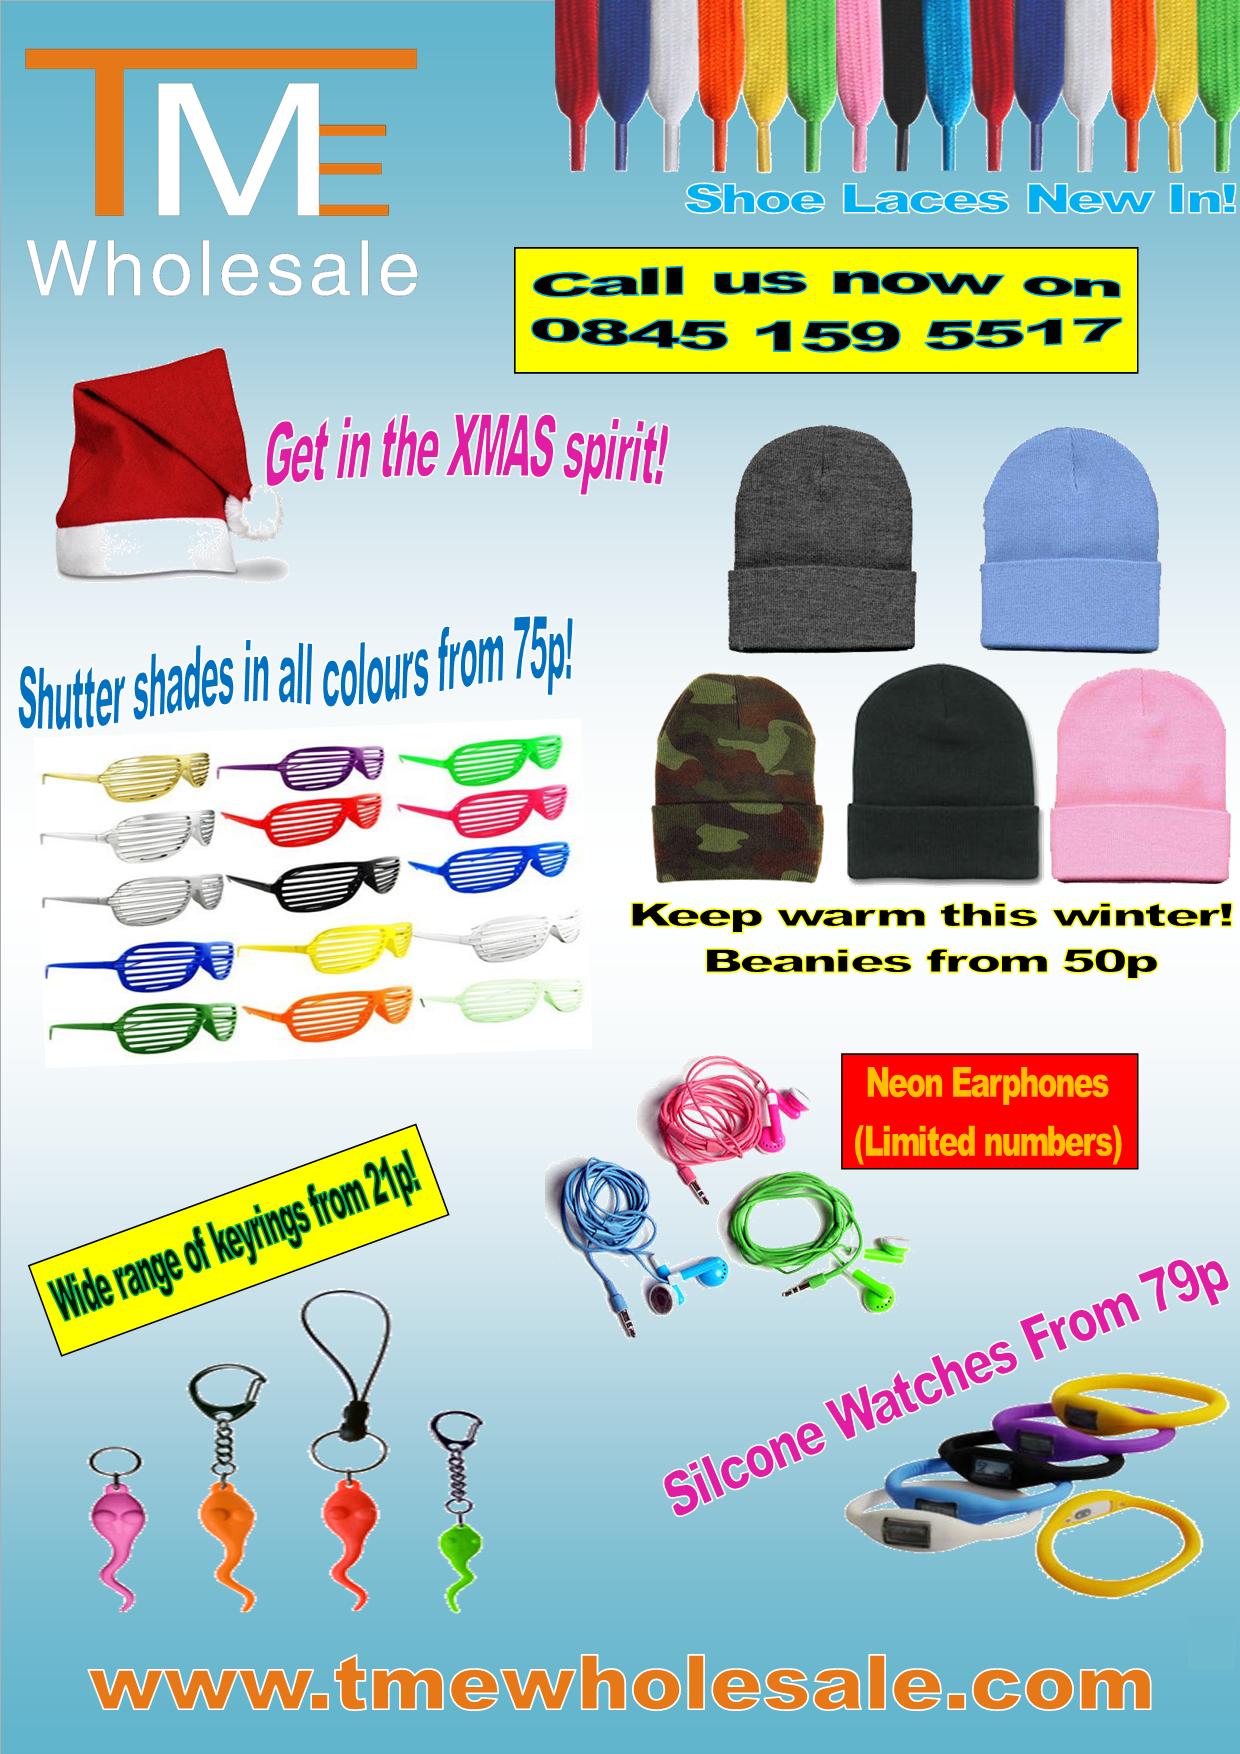 TME
Wholesale
Shoe Laces New In!
Call us now on
0845 159 5517
Get in the XMAS spirit!
Shutter shades in all colours from 75p!
Keep warm this winter!
Beanies from 50p
Neon Earphones
(Limited numbers)
Wide range of keyrings from 21p!
Silcone Watches From 79p
www.tmewholesale.com